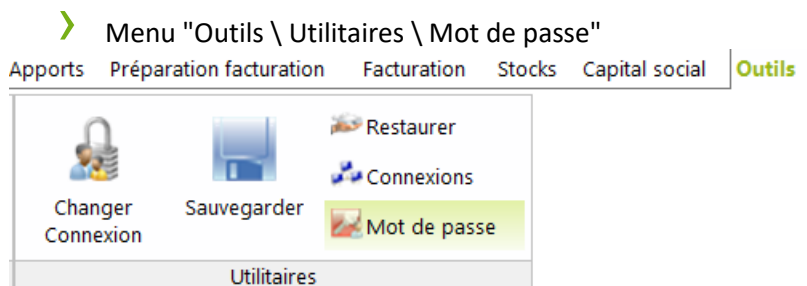 Menu "Outils \ Utilitaires \ Mot de passe"
Apports Préparation facturation Facturation Stocks Capital social Outils
Restaurer
Connexions
Changer Connexion
Sauvegarder
Mot de passe
Utilitaires